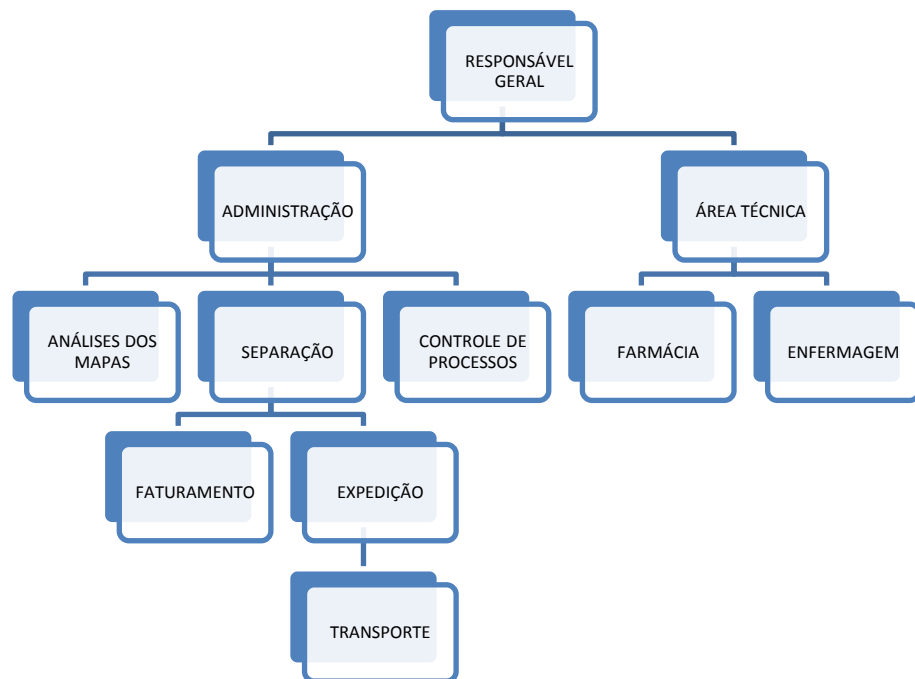 RESPONSÁVEL
GERAL
ADMINISTRAÇÃO
ÁREA TÉCNICA
ANÁLISES DOS
MAPAS
SEPARAÇÃO
CONTROLE DE
PROCESSOS
FARMÁCIA
ENFERMAGEM
FATURAMENTO
EXPEDIÇÃO
TRANSPORTE